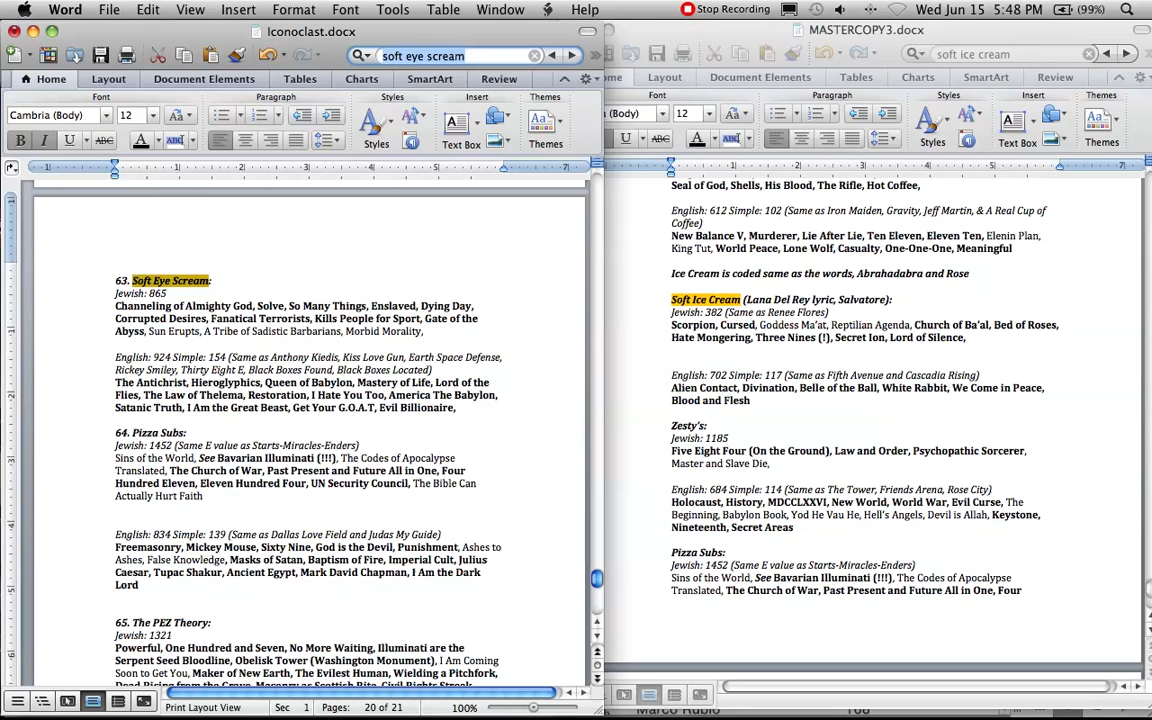 Word File Edit View Insert Format Font Tools Table Window Help
Stop Recording (99%) Wed Jun 15 5:48 PM
Iconoclast.docx
soft eye scream
Home Layout Document Elements Tables Charts SmartArt Review
Font Paragraph Styles Insert Themes
Cambria (Body) 12
B I U ABC A ABC Styles Text Box Themes
63. Soft Eye Scream:
Jewish: 865
Channeling of Almighty God, Solve, So Many Things, Enslaved, Dying Day,
Corrupted Desires, Fanatical Terrorists, Kills People for Sport, Gate of the
Abyss, Sun Erupts, A Tribe of Sadistic Barbarians, Morbid Morality,
English: 924 Simple: 154 (Same as Anthony Kiedis, Kiss Love Gun, Earth Space Defense,
Rickey Smiley, Thirty Eight E, Black Boxes Found, Black Boxes Located)
The Antichrist, Hieroglyphics, Queen of Babylon, Mastery of Life, Lord of the
Flies, The Law of Thelema, Restoration, I Hate You Too, America The Babylon,
Satanic Truth, I Am the Great Beast, Get Your G.O.A.T, Evil Billionaire,
64. Pizza Subs:
Jewish: 1452 (Same E value as Starts-Miracles-Enders)
Sins of the World, See Bavarian Illuminati (!!!), The Codes of Apocalypse
Translated, The Church of War, Past Present and Future All in One, Four
Hundred Eleven, Eleven Hundred Four, UN Security Council, The Bible Can
Actually Hurt Faith
English: 834 Simple: 139 (Same as Dallas Love Field and Judas My Guide)
Freemasonry, Mickey Mouse, Sixty Nine, God is the Devil, Punishment, Ashes to
Ashes, False Knowledge, Masks of Satan, Baptism of Fire, Imperial Cult, Julius
Caesar, Tupac Shakur, Ancient Egypt, Mark David Chapman, I Am the Dark
Lord
65. The PEZ Theory:
Jewish: 1321
Powerful, One Hundred and Seven, No More Waiting, Illuminati are the
Serpent Seed Bloodline, Obelisk Tower (Washington Monument), I Am Coming
Soon to Get You, Maker of New Earth, The Evilest Human, Wielding a Pitchfork,
Print Layout View Sec 1 Pages: 20 of 21 100%
MASTERCOPY3.docx
soft ice cream
Layout Document Elements Tables Charts SmartArt Review
Font Paragraph Styles Insert Themes
(Body) 12
U ABC A ABC Styles Text Box Themes
Seal of God, Shells, His Blood, The Rifle, Hot Coffee,
English: 612 Simple: 102 (Same as Iron Maiden, Gravity, Jeff Martin, & A Real Cup of
Coffee)
New Balance V, Murderer, Lie After Lie, Ten Eleven, Eleven Ten, Elenin Plan,
King Tut, World Peace, Lone Wolf, Casualty, One-One-One, Meaningful
Ice Cream is coded same as the words, Abrahadabra and Rose
Soft Ice Cream (Lana Del Rey lyric, Salvatore):
Jewish: 382 (Same as Renee Flores)
Scorpion, Cursed, Goddess Ma'at, Reptilian Agenda, Church of Ba'al, Bed of Roses,
Hate Mongering, Three Nines (!), Secret Ion, Lord of Silence,
English: 702 Simple: 117 (Same as Fifth Avenue and Cascadia Rising)
Alien Contact, Divination, Belle of the Ball, White Rabbit, We Come in Peace,
Blood and Flesh
Zesty's:
Jewish: 1185
Five Eight Four (On the Ground), Law and Order, Psychopathic Sorcerer,
Master and Slave Die,
English: 684 Simple: 114 (Same as The Tower, Friends Arena, Rose City)
Holocaust, History, MDCCLXXVI, New World, World War, Evil Curse, The
Beginning, Babylon Book, Yod He Vau He, Hell's Angels, Devil is Allah, Keystone,
Nineteenth, Secret Areas
Pizza Subs:
Jewish: 1452 (Same E value as Starts-Miracles-Enders)
Sins of the World, See Bavarian Illuminati (!!!), The Codes of Apocalypse
Translated, The Church of War, Past Present and Future All in One, Four